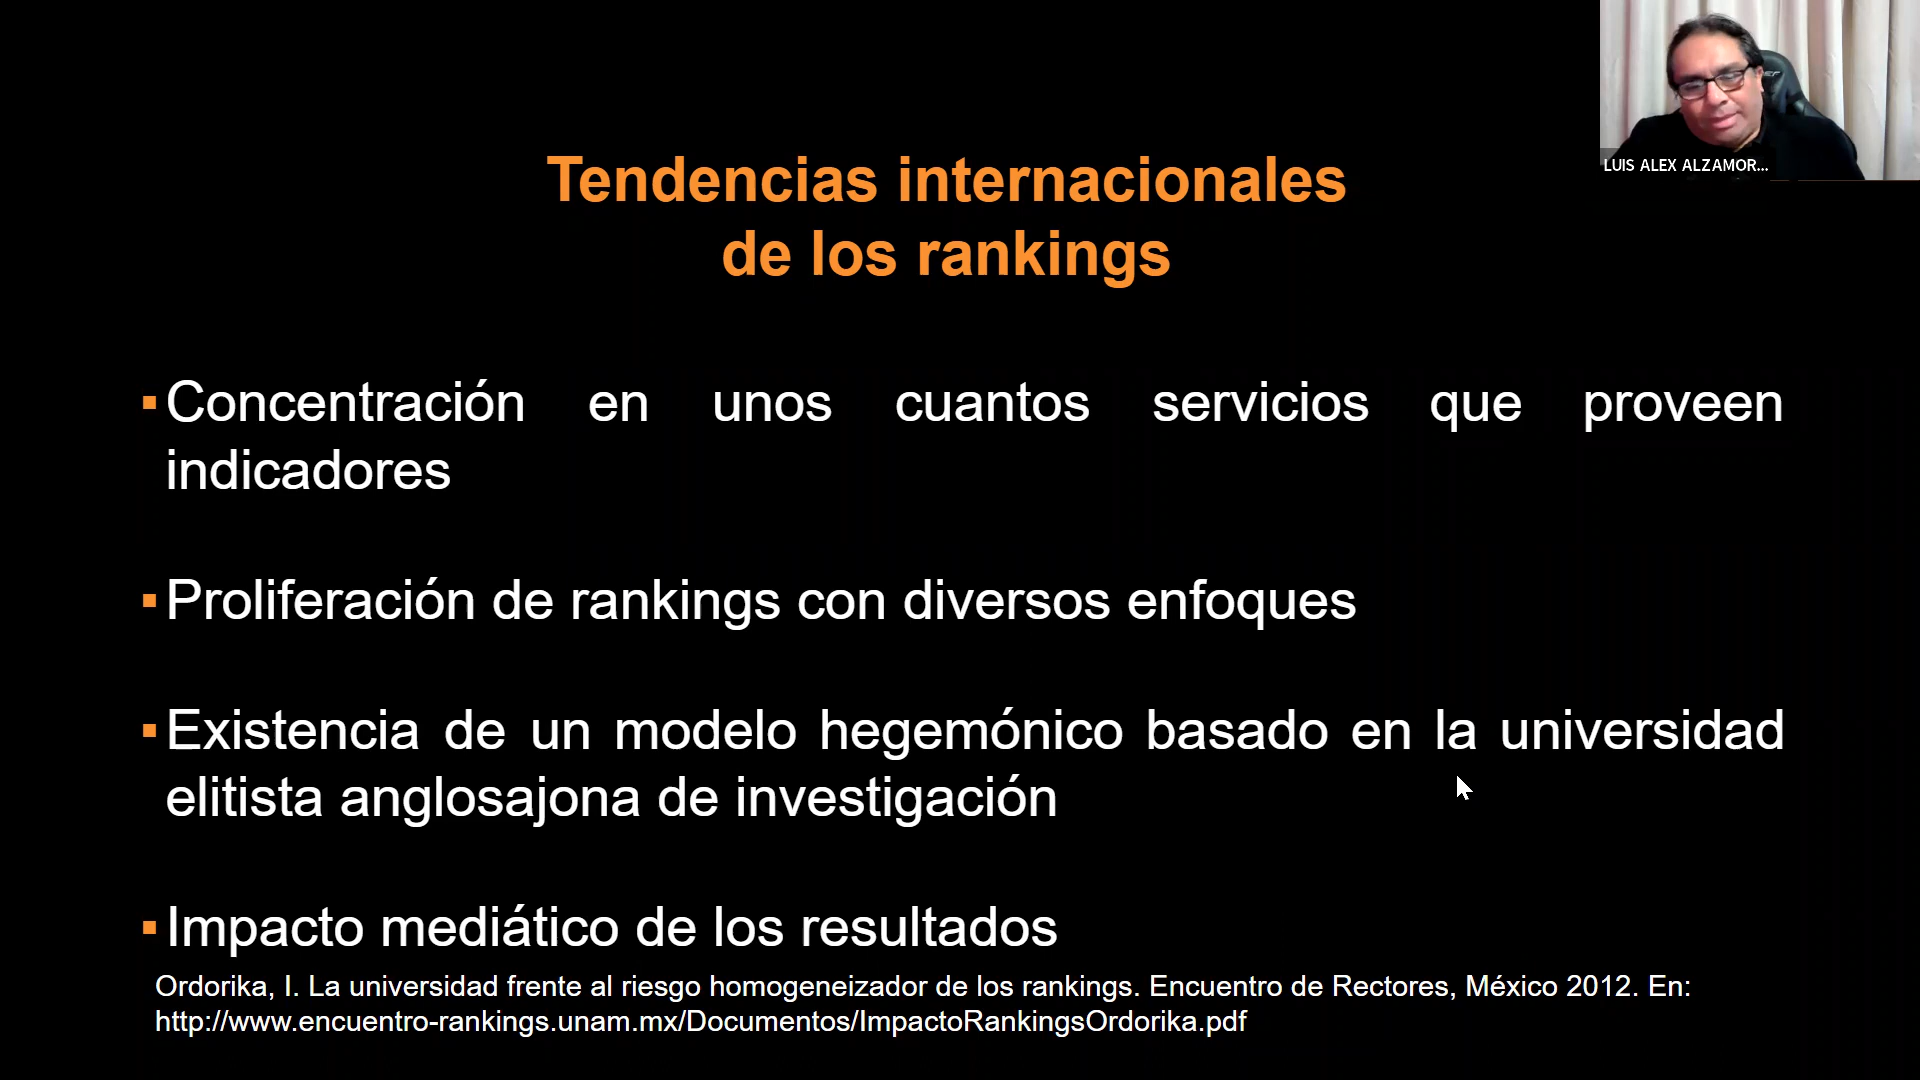 LUIS ALEX ALZAMOR...
Tendencias internacionales
de los rankings
▪Concentración en unos cuantos servicios que proveen
indicadores
▪Proliferación de rankings con diversos enfoques
▪Existencia de un modelo hegemónico basado en la universidad
elitista anglosajona de investigación
▪Impacto mediático de los resultados
Ordorika, I. La universidad frente al riesgo homogeneizador de los rankings. Encuentro de Rectores, México 2012. En:
http://www.encuentro-rankings.unam.mx/Documentos/ImpactoRankingsOrdorika.pdf